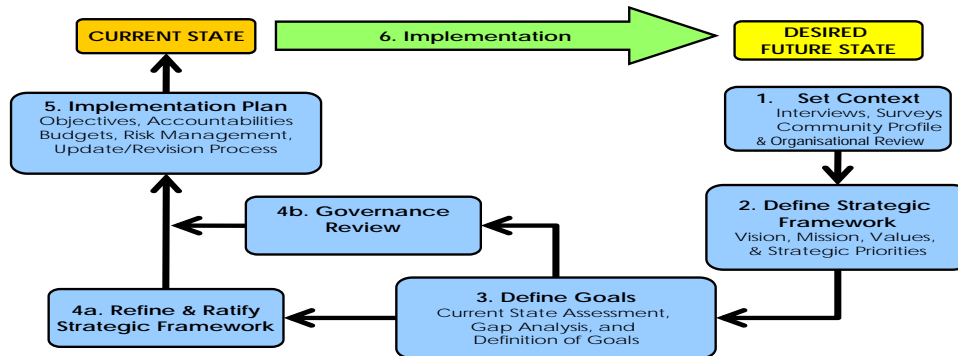 CURRENT STATE
6. Implementation
DESIRED
FUTURE STATE
5. Implementation Plan
Objectives, Accountabilities
Budgets, Risk Management,
Update/Revision Process
1. Set Context
Interviews, Surveys
Community Profile
& Organisational Review
4b. Governance
Review
2. Define Strategic
Framework
Vision, Mission, Values,
& Strategic Priorities
4a. Refine & Ratify
Strategic Framework
3. Define Goals
Current State Assessment,
Gap Analysis, and
Definition of Goals